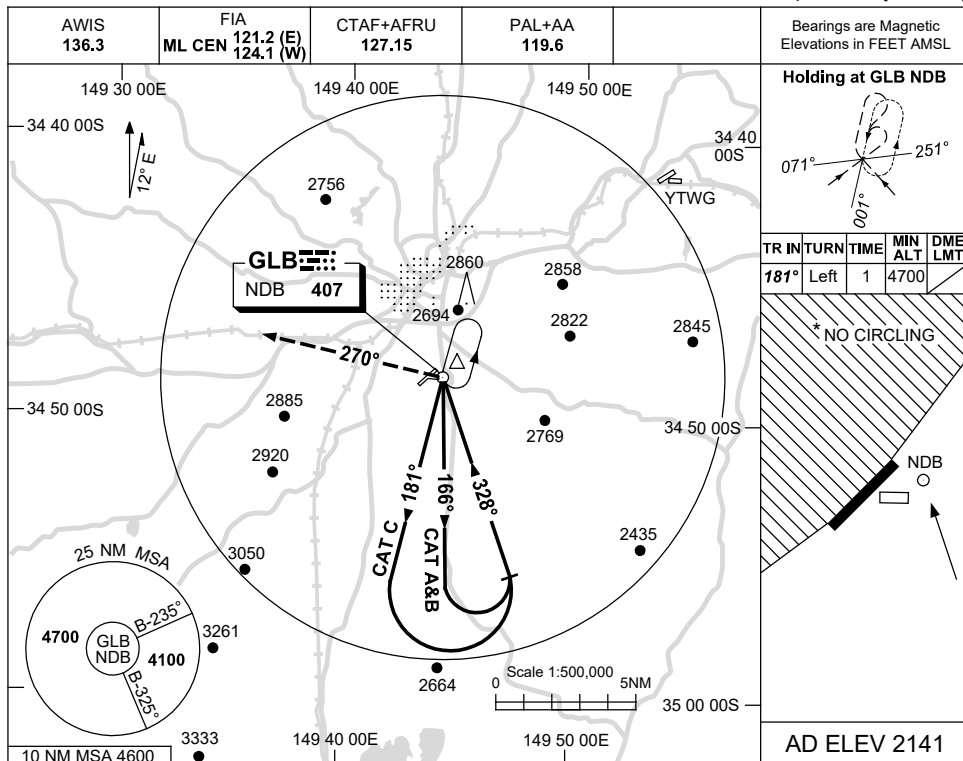 AWIS
136.3
FIA
ML CEN 121.2 (E)
124.1 (W)
CTAF+AFRU
127.15
PAL+AA
119.6
Bearings are Magnetic
Elevations in FEET AMSL
149 30 00E
149 40 00E
149 50 00E
34 40 00S
34 40
00S
12° E
2756
YTWG
GLB
NDB 407
2860
2858
2694
2822
2845
270°
34 50 00S
34 50 00S
2885
2769
2920
181°
166°
328°
CAT C
CAT A&B
2435
3050
25 NM MSA
4700
GLB
NDB
B-235°
4100
B-325°
3261
2664
Scale 1:500,000
0
5NM
35 00 00S
3333
149 40 00E
149 50 00E
10 NM MSA 4600
Holding at GLB NDB
071°
251°
001°
TR IN TURN TIME MIN ALT DME LMT
181° Left 1 4700
* NO CIRCLING
NDB
AD ELEV 2141